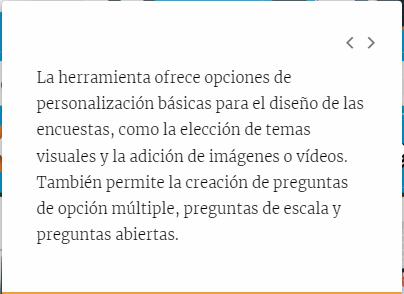 La herramienta ofrece opciones de
personalización básicas para el diseño de las
encuestas, como la elección de temas
visuales y la adición de imágenes o vídeos.
También permite la creación de preguntas
de opción múltiple, preguntas de escala y
preguntas abiertas.